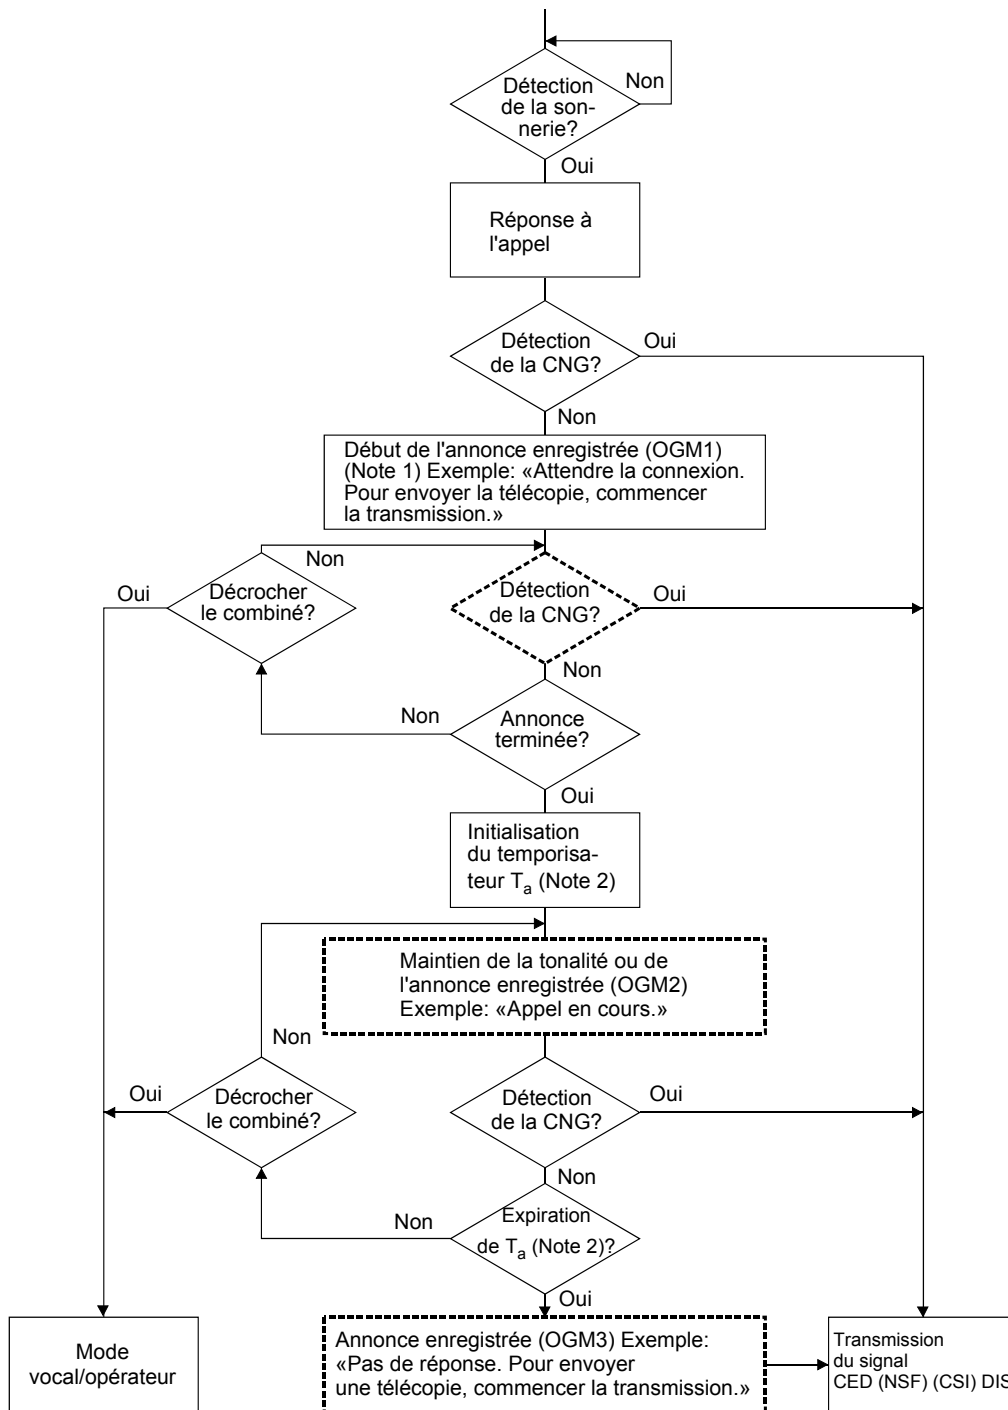 Non
Détection
de la son-
nerie?
Oui
Réponse à
l'appel
Détection
de la CNG?
Oui
Non
Début de l'annonce enregistrée (OGM1)
(Note 1) Exemple: «Attendre la connexion.
Pour envoyer la télécopie, commencer
la transmission.»
Non
Oui
Décrocher
le combiné?
Détection
de la CNG?
Oui
Non
Non
Annonce
terminée?
Oui
Initialisation
du temporisa-
teur Ta (Note 2)
Maintien de la tonalité ou de
l'annonce enregistrée (OGM2)
Exemple: «Appel en cours.»
Non
Oui
Décrocher
le combiné?
Détection
de la CNG?
Oui
Non
Non
Expiration
de Ta (Note 2)?
Oui
Mode
vocal/opérateur
Annonce enregistrée (OGM3) Exemple:
«Pas de réponse. Pour envoyer
une télécopie, commencer la transmission.»
Transmission
du signal
CED (NSF) (CSI) DIS